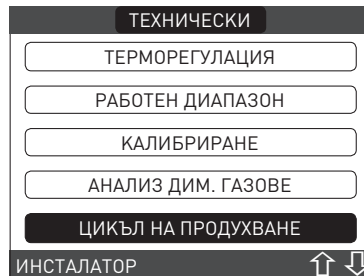 ТЕХНИЧЕСКИ
ТЕРМОРЕГУЛАЦИЯ
РАБОТЕН ДИАПАЗОН
КАЛИБРИРАНЕ
АНАЛИЗ ДИМ. ГАЗОВЕ
ЦИКЪЛ НА ПРОДУХВАНЕ
ИНСТАЛАТОР